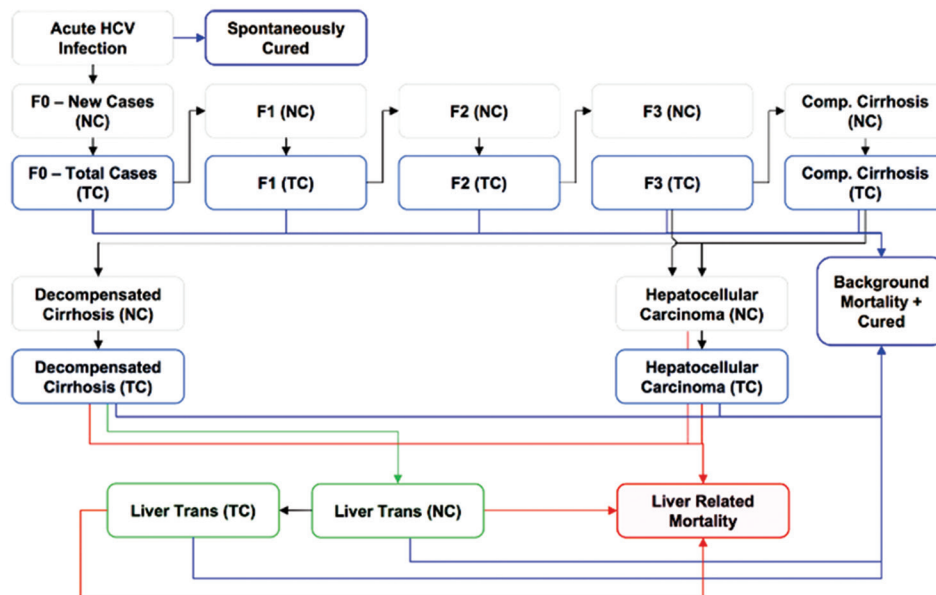 Acute HCV
Infection
Spontaneously
Cured
F0 – New Cases
(NC)
F1 (NC)
F2 (NC)
F3 (NC)
Comp. Cirrhosis
(NC)
F0 – Total Cases
(TC)
F1 (TC)
F2 (TC)
F3 (TC)
Comp. Cirrhosis
(TC)
Decompensated
Cirrhosis (NC)
Hepatocellular
Carcinoma (NC)
Background
Mortality +
Cured
Decompensated
Cirrhosis (TC)
Hepatocellular
Carcinoma (TC)
Liver Trans (TC)
Liver Trans (NC)
Liver Related
Mortality